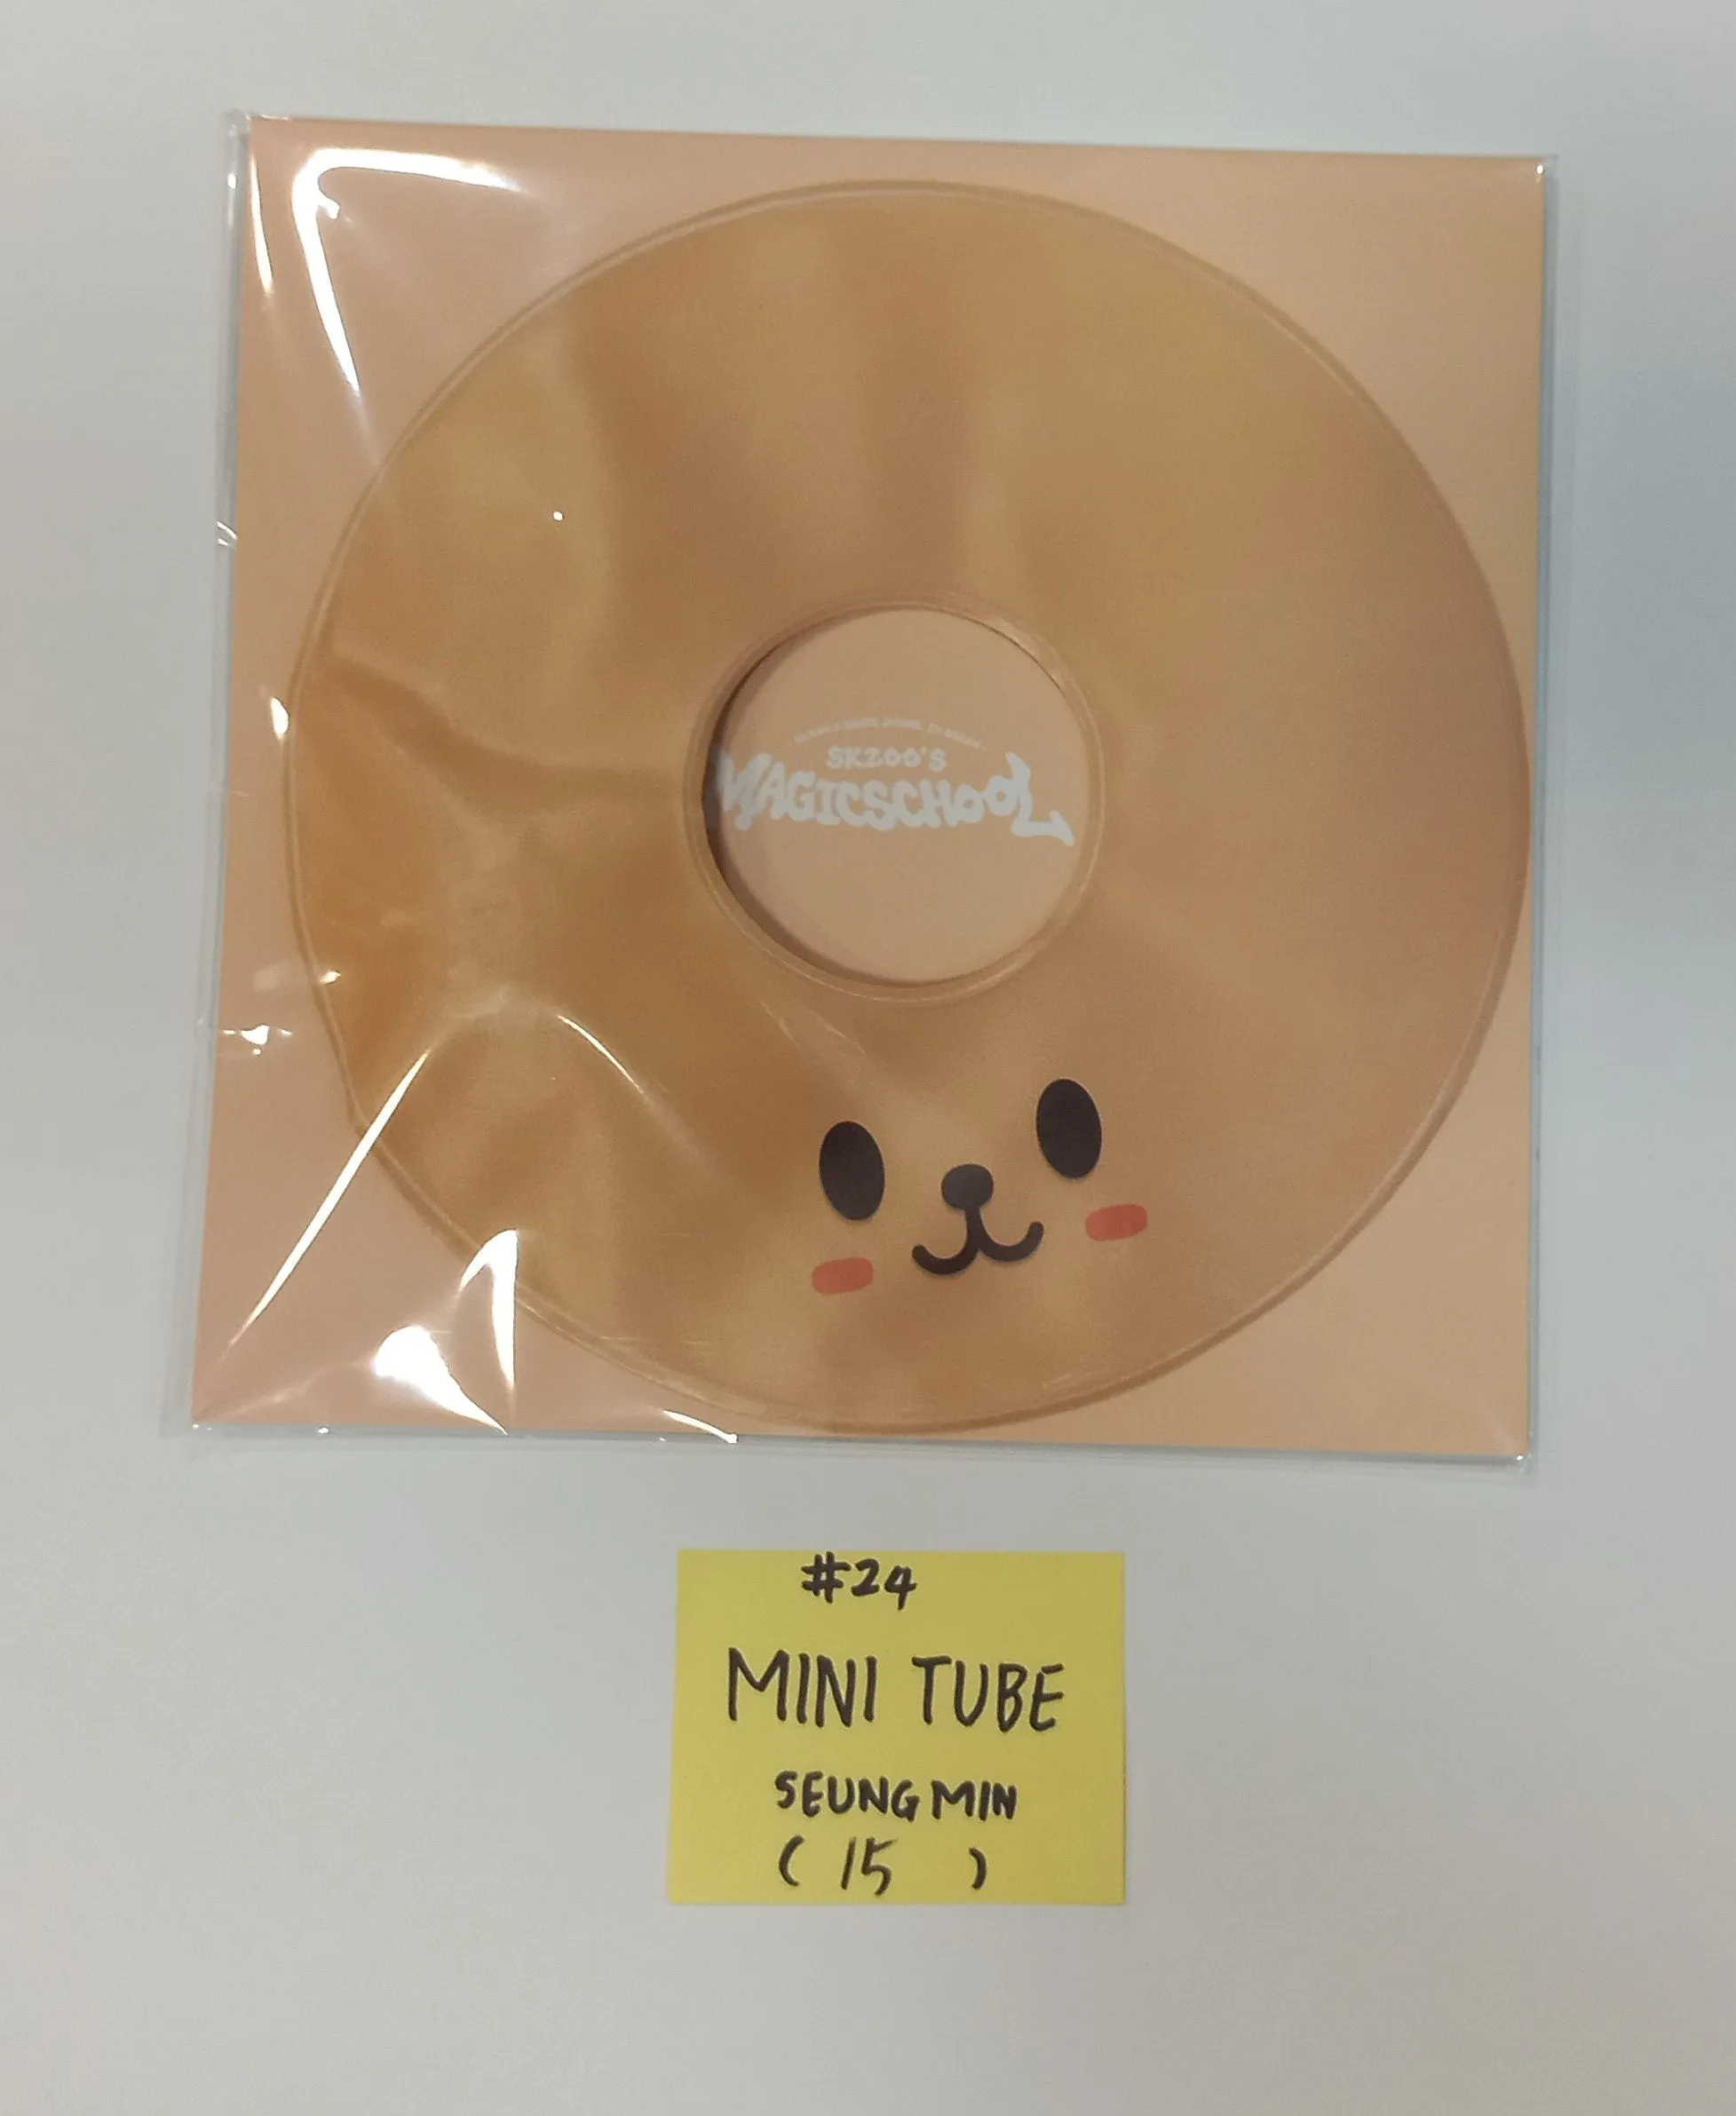 SKZOO'S
MAGICSCHOOL
#24
MINI TUBE
SEUNGMIN
( 15 )